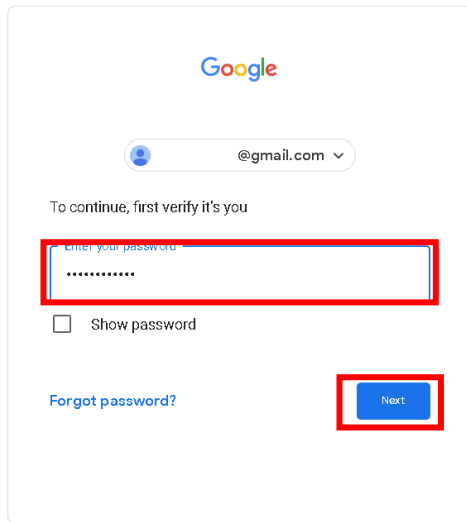 Google
@gmail.com
To continue, first verify it's you
Enter your password
••••••••••••
Show password
Forgot password?
Next